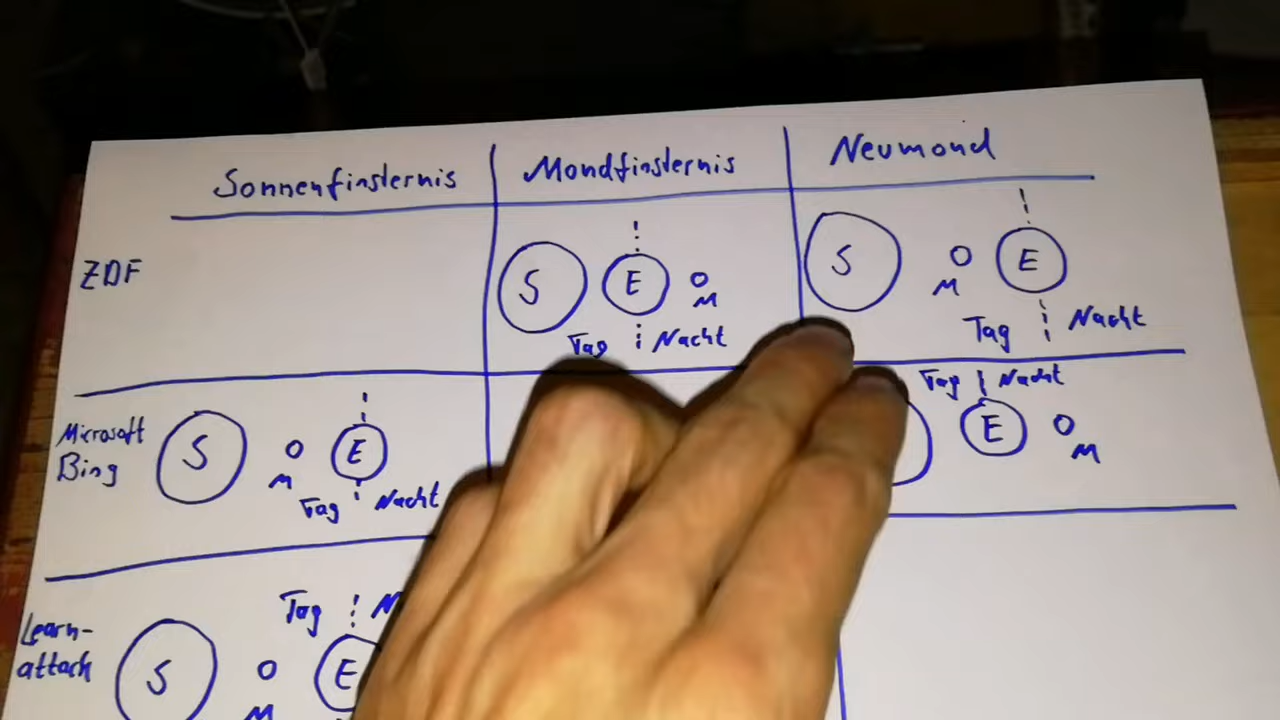 Sonnenfinsternis
Mondfinsternis
Neumond
ZDF
S
E
M
Tag
Nacht
S
M
E
Tag
Nacht
Microsoft
Bing
S
M
E
Tag
Nacht
Tag
Nacht
E
M
Learn-
attack
Tag
S
M
E